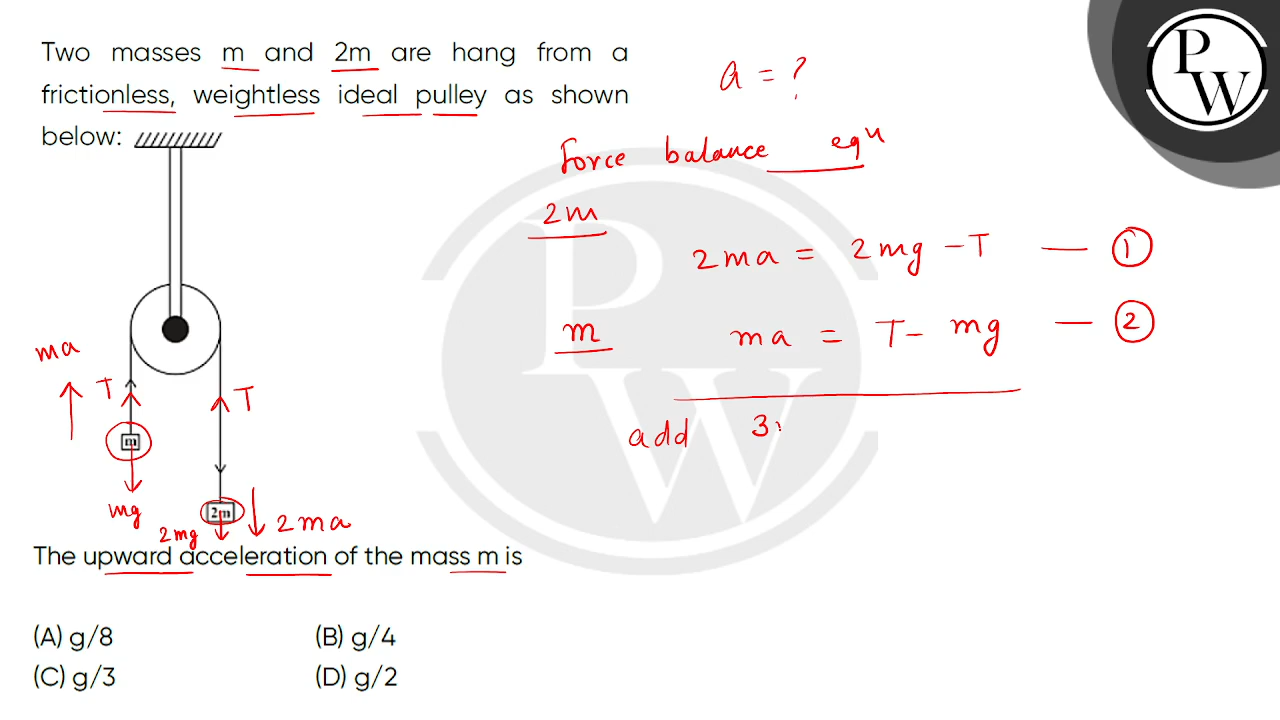 Two masses m and 2m are hang from a
frictionless, weightless ideal pulley as shown
below:
a = ?
Force balance eqn
2m
2ma = 2mg - T — ①
m
ma = T - mg — ②
add 3
ma
T
T
m
mg
2m
2mg
2ma
The upward acceleration of the mass m is
(A) g/8
(B) g/4
(C) g/3
(D) g/2
P
W
P
W